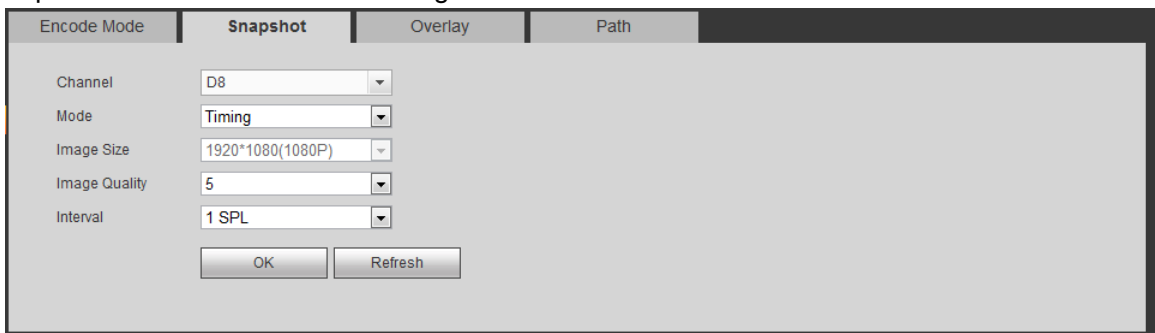 Encode Mode Snapshot Overlay Path
Channel D8
Mode Timing
Image Size 1920*1080(1080P)
Image Quality 5
Interval 1 SPL
OK Refresh